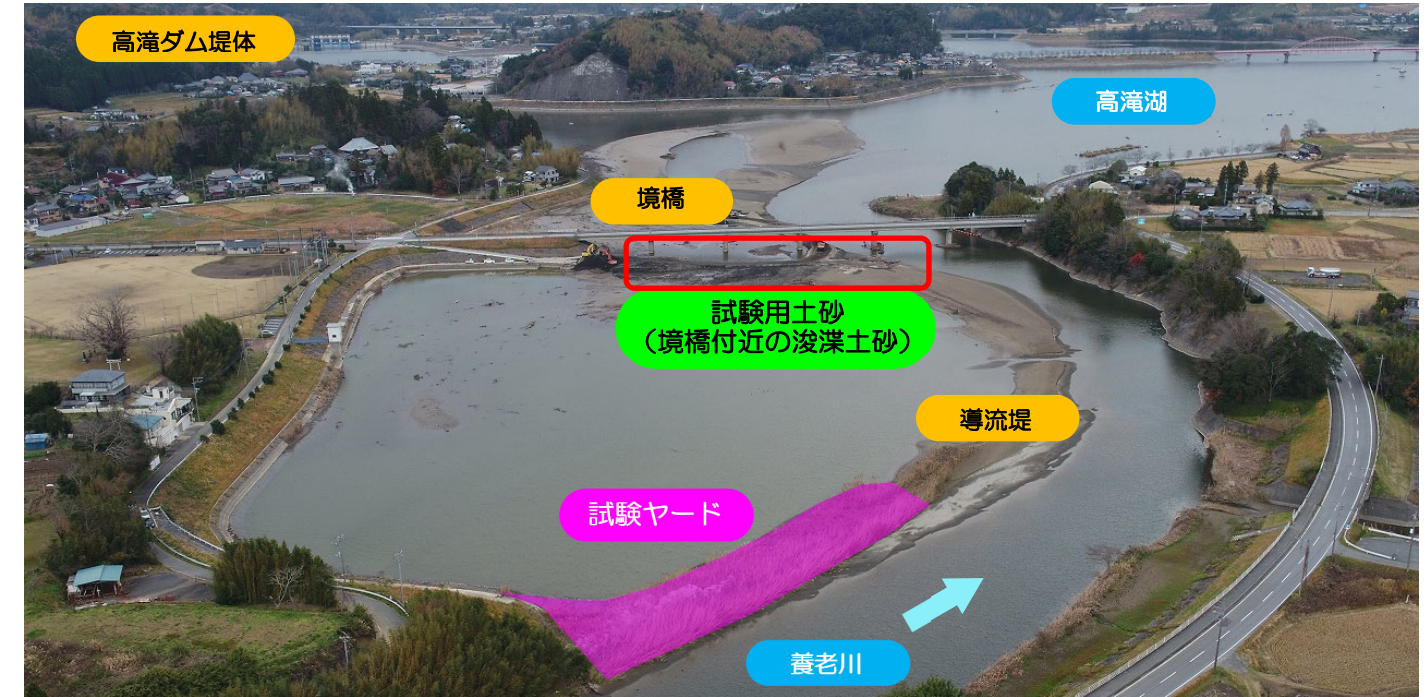 高滝ダム堤体
高滝湖
境橋
試験用土砂
（境橋付近の浚渫土砂）
導流堤
試験ヤード
養老川